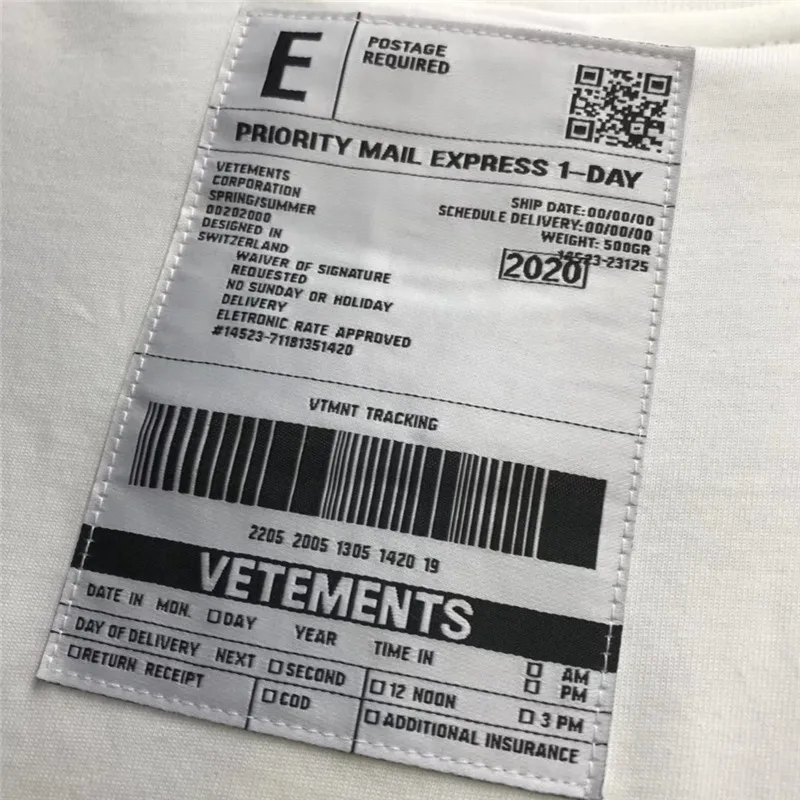 E
POSTAGE
REQUIRED
PRIORITY MAIL EXPRESS 1-DAY
VETEMENTS
CORPORATION
SPRING/SUMMER
00202000
DESIGNED IN
SWITZERLAND
WAIVER OF SIGNATURE
REQUESTED
NO SUNDAY OR HOLIDAY
DELIVERY
ELETRONIC RATE APPROVED
#14523-71181351420
SHIP DATE:00/00/00
SCHEDULE DELIVERY:00/00/00
WEIGHT: 500GR
14523-23125
2020
VTMNT TRACKING
2205 2005 1305 1420 19
VETEMENTS
DATE IN MON. DAY YEAR TIME IN AM
PM
DAY OF DELIVERY NEXT SECOND 12 NOON 3 PM
RETURN RECEIPT COD ADDITIONAL INSURANCE